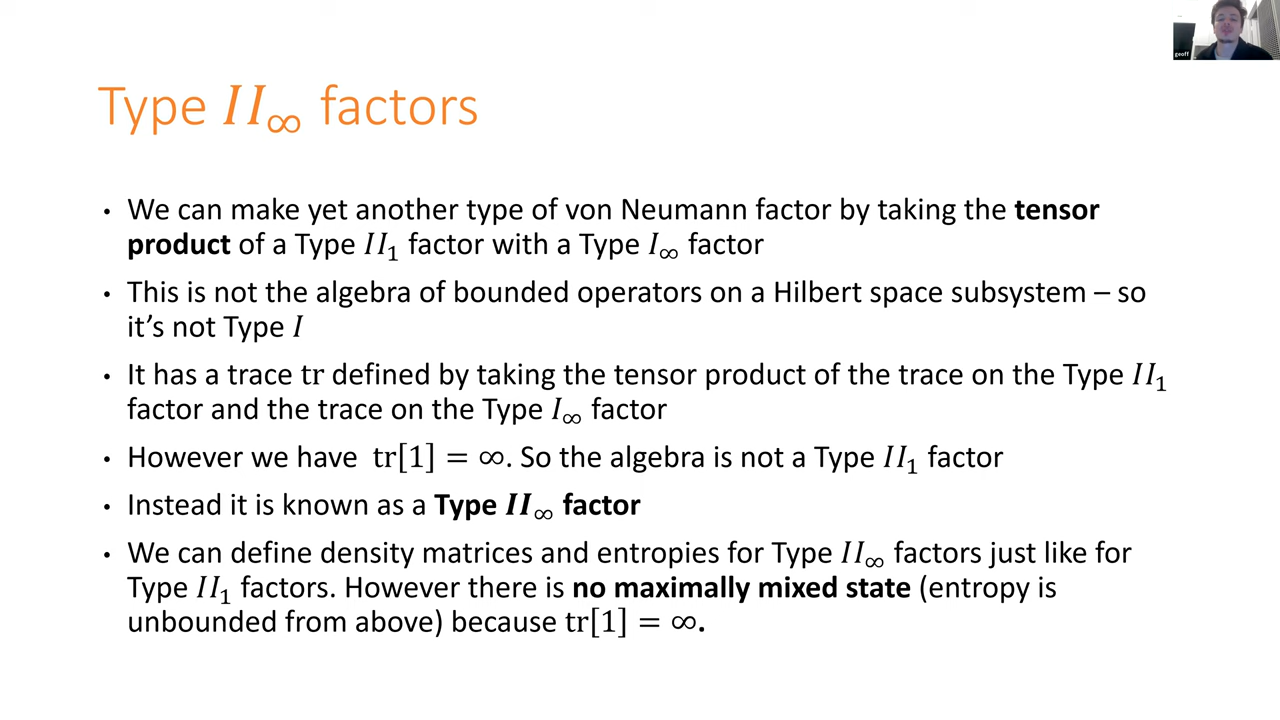 geoff
Type II∞ factors
• We can make yet another type of von Neumann factor by taking the tensor
product of a Type II₁ factor with a Type I∞ factor
• This is not the algebra of bounded operators on a Hilbert space subsystem – so
it’s not Type I
• It has a trace tr defined by taking the tensor product of the trace on the Type II₁
factor and the trace on the Type I∞ factor
• However we have tr[1] = ∞. So the algebra is not a Type II₁ factor
• Instead it is known as a Type II∞ factor
• We can define density matrices and entropies for Type II∞ factors just like for
Type II₁ factors. However there is no maximally mixed state (entropy is
unbounded from above) because tr[1] = ∞.